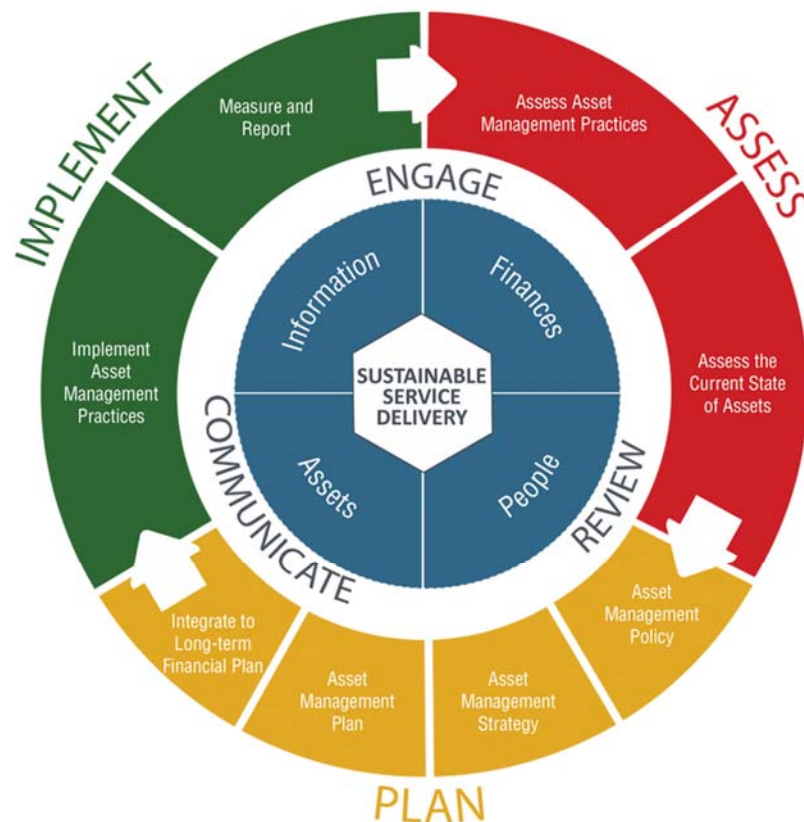 IMPLEMENT
Measure and
Report
Assess Asset
Management Practices
ASSESS
ENGAGE
Information
Finances
Implement
Asset
Management
Practices
SUSTAINABLE
SERVICE
DELIVERY
Assess the
Current State
of Assets
COMMUNICATE
Assets
People
REVIEW
Integrate to
Long-term
Financial Plan
Asset
Management
Plan
Asset
Management
Strategy
Asset
Management
Policy
PLAN